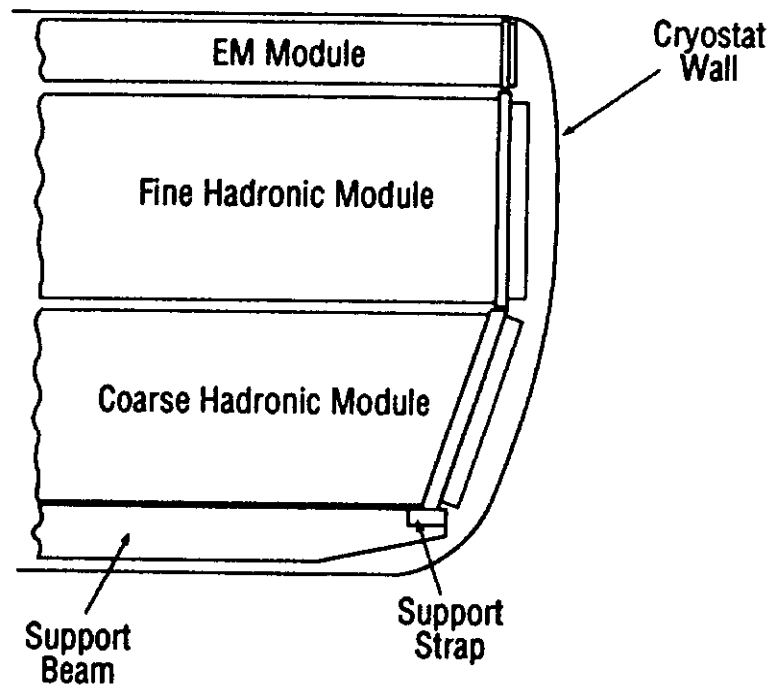 EM Module
Cryostat
Wall
Fine Hadronic Module
Coarse Hadronic Module
Support
Beam
Support
Strap